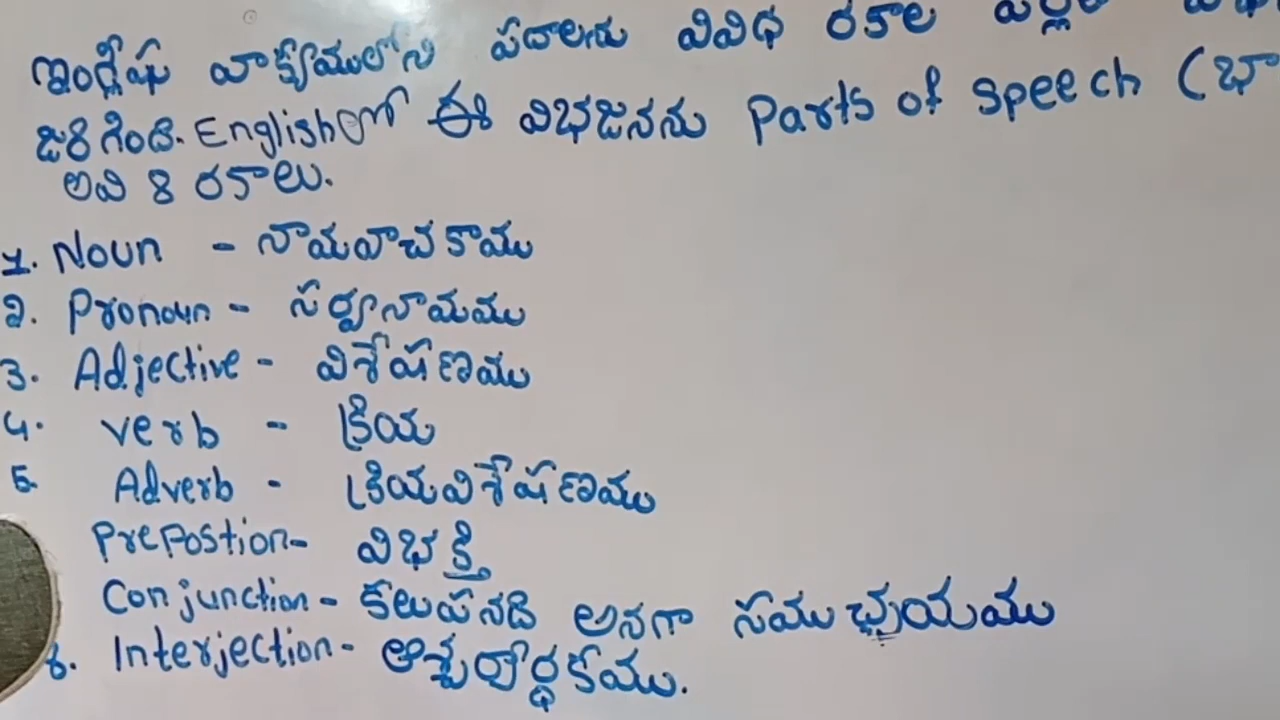 ఇంగ్లీషు వాక్యములోని పదాలను వివిధ రకాల
జరిగింది. Englishలో ఈ విభజనను Parts of speech (భా
అవి 8 రకాలు.
1. Noun - నామవాచకాము
2. Pronoun - సర్వనామము
3. Adjective - విశేషణము
4. verb - క్రియ
5. Adverb - క్రియవిశేషణము
Prepostion - విభక్తి
Conjunction - కలుపనది అనగా సముచ్ఛయము
8. Interjection - ఆశ్చర్యార్థకము.